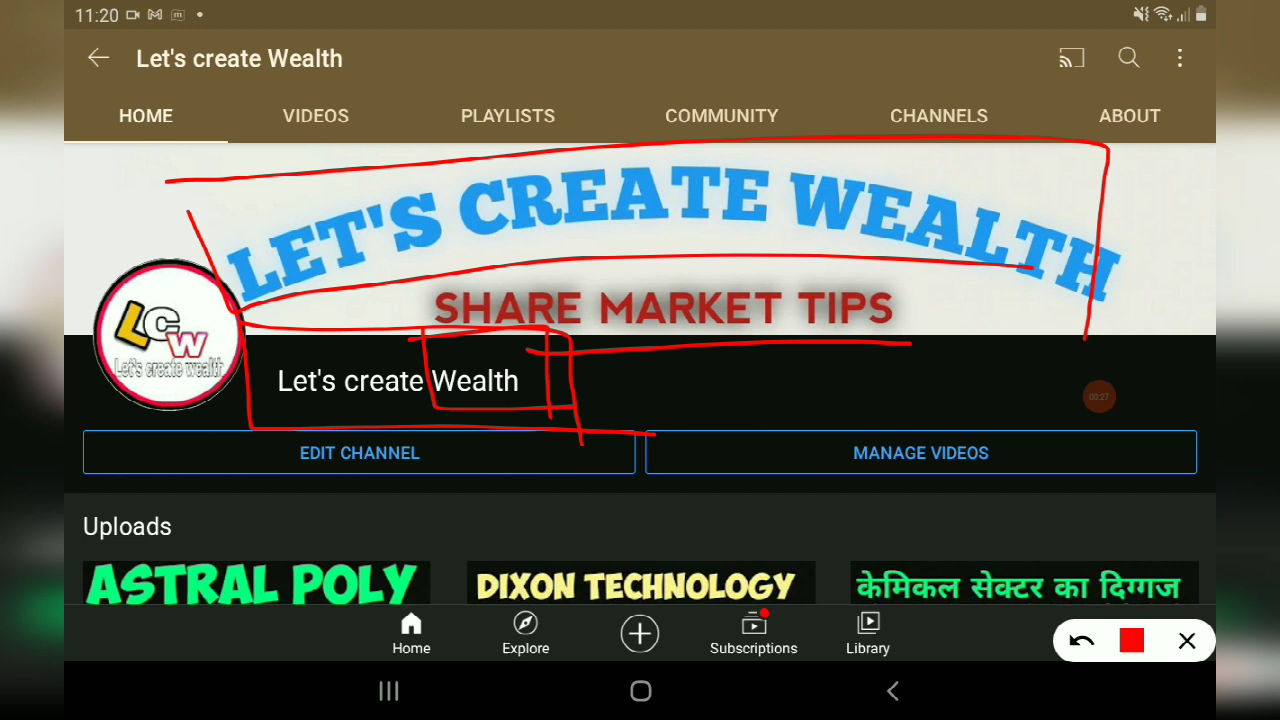 11:20
Let's create Wealth
HOME VIDEOS PLAYLISTS COMMUNITY CHANNELS ABOUT
LET'S CREATE WEALTH
SHARE MARKET TIPS
LCW
Let's create wealth
Let's create Wealth
00:27
EDIT CHANNEL MANAGE VIDEOS
Uploads
ASTRAL POLY DIXON TECHNOLOGY केमिकल सेक्टर का दिग्गज
Home Explore Subscriptions Library